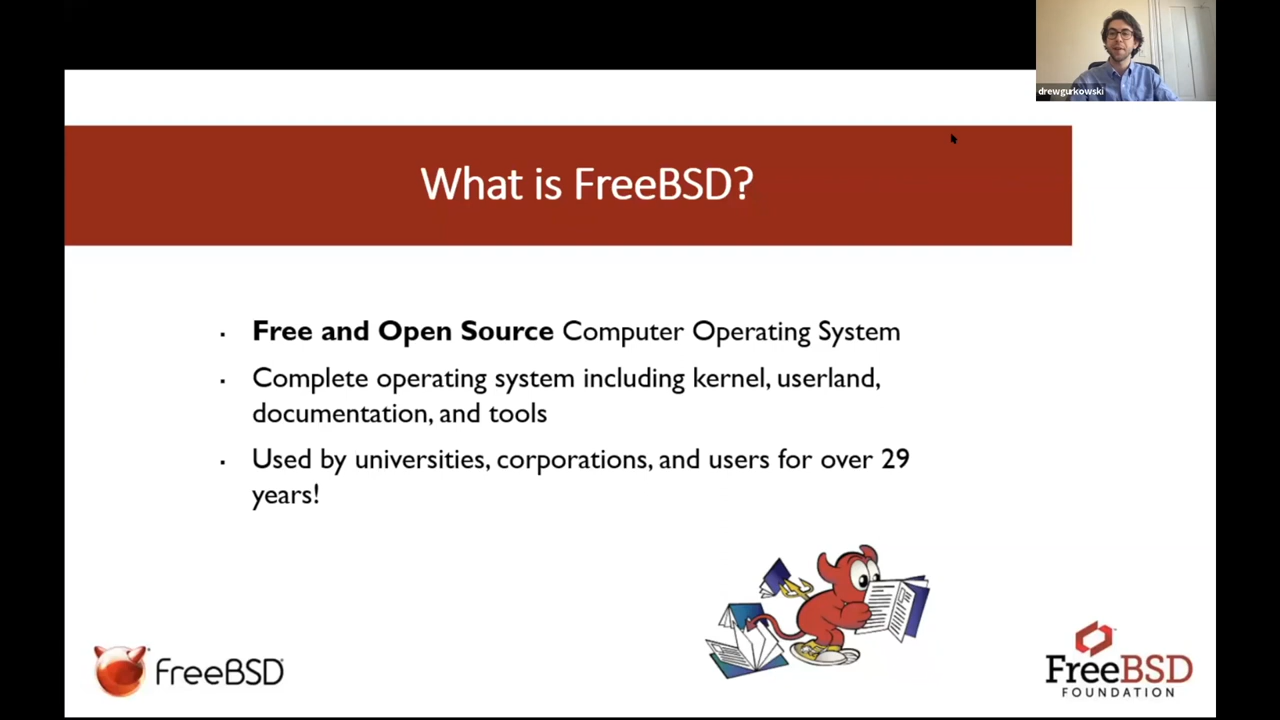 drewgurkowski
What is FreeBSD?
▪ Free and Open Source Computer Operating System
▪ Complete operating system including kernel, userland,
documentation, and tools
▪ Used by universities, corporations, and users for over 29
years!
FreeBSD
FreeBSD
FOUNDATION